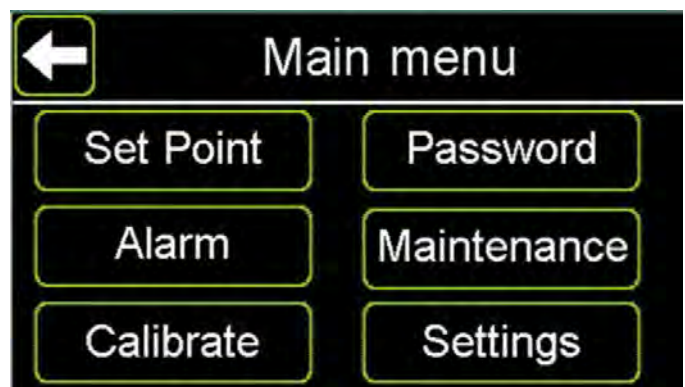 Main menu
Set Point
Password
Alarm
Maintenance
Calibrate
Settings